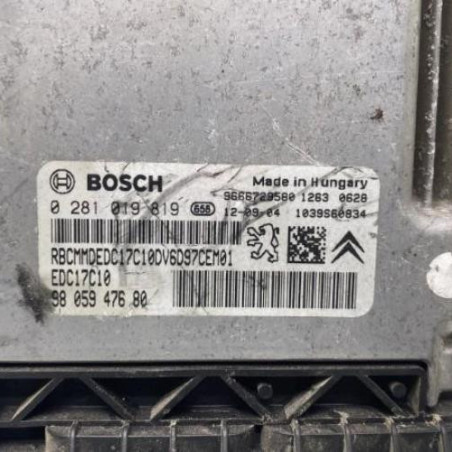 BOSCH
Made in Hungary
9666729580 1263 0628
0 281 019 819 G5B 12-09-04 1039S60834
RBCMMDEDC17C10DV6D97CEM01
EDC17C10
98 059 476 80